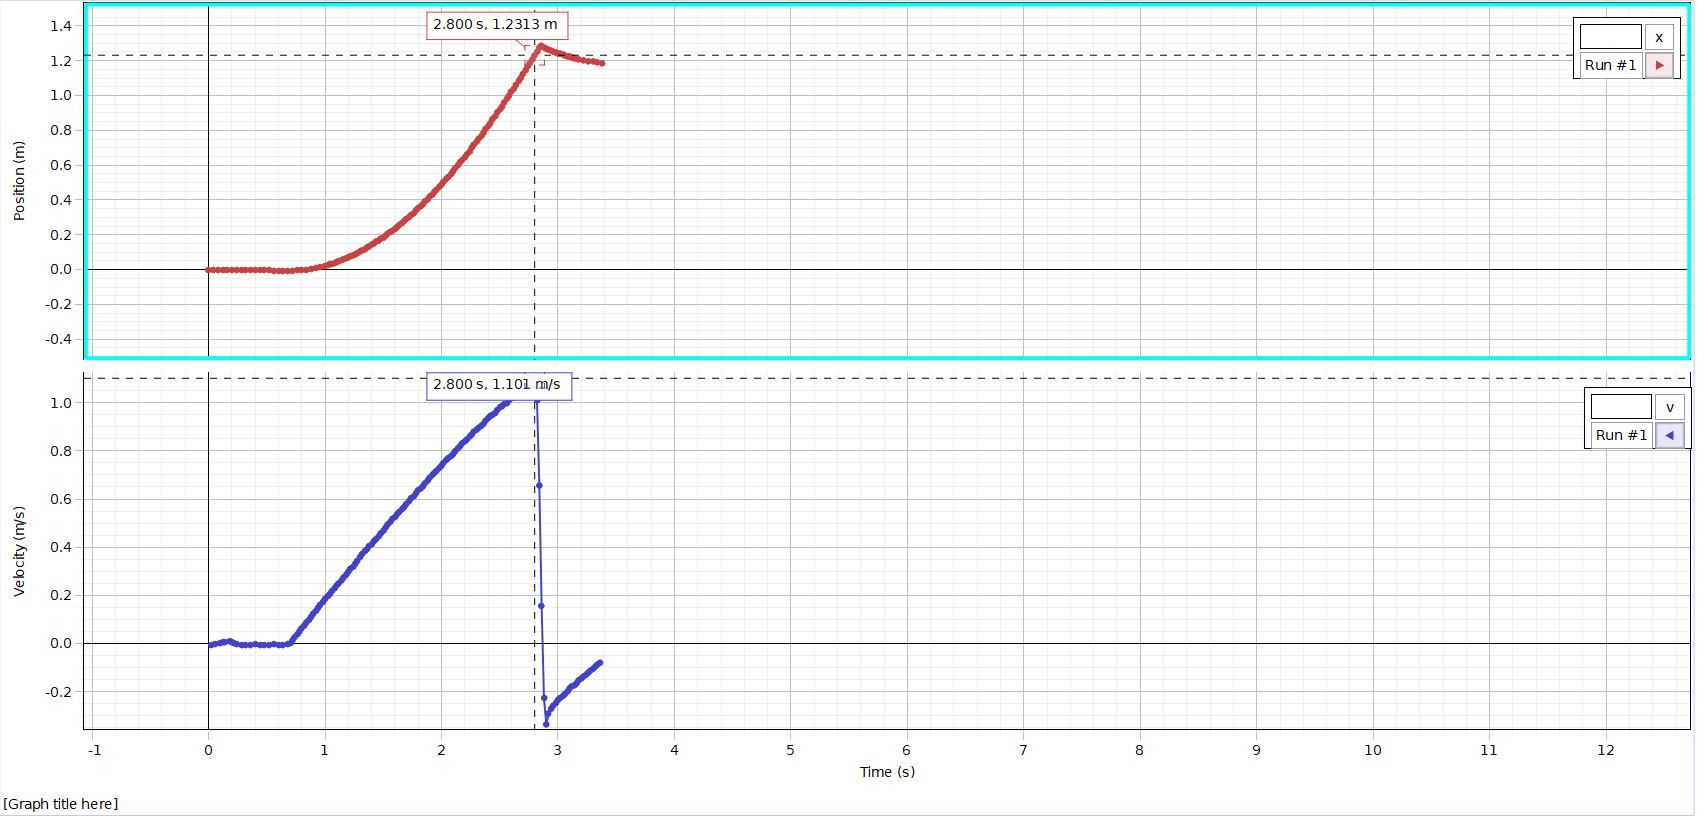 2.800 s, 1.2313 m
x
Run #1
1.4
1.2
1.0
0.8
0.6
0.4
0.2
0.0
-0.2
-0.4
Position (m)
2.800 s, 1.101 m/s
v
Run #1
1.0
0.8
0.6
0.4
0.2
0.0
-0.2
Velocity (m/s)
-1 0 1 2 3 4 5 6 7 8 9 10 11 12
Time (s)
[Graph title here]